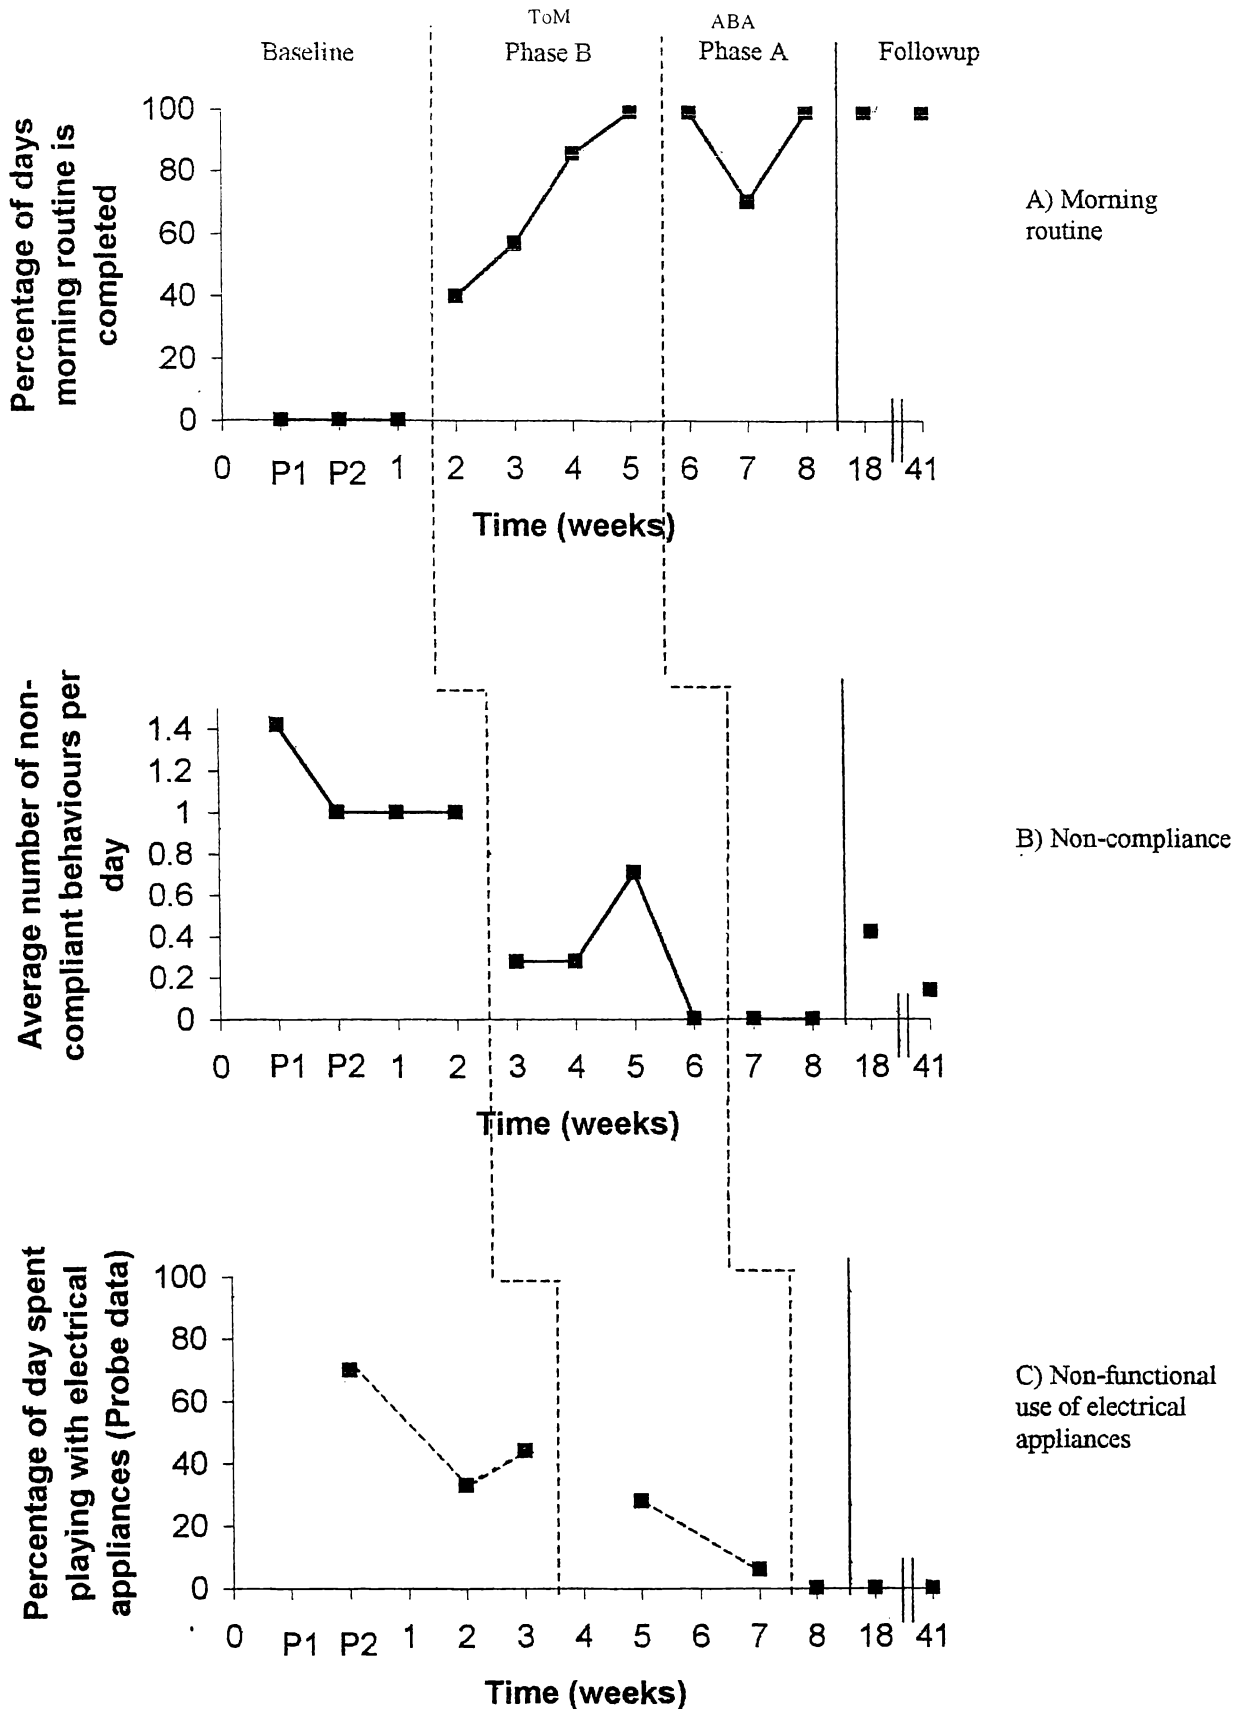 ToM
ABA
Baseline
Phase B
Phase A
Followup
Percentage of days
morning routine is
completed
100
80
60
40
20
0
0 P1 P2 1 2 3 4 5 6 7 8 18 41
Time (weeks)
A) Morning
routine
Average number of non-
compliant behaviours per
day
1.4
1.2
1
0.8
0.6
0.4
0.2
0
0 P1 P2 1 2 3 4 5 6 7 8 18 41
Time (weeks)
B) Non-compliance
Percentage of day spent
playing with electrical
appliances (Probe data)
100
80
60
40
20
0
0 P1 P2 1 2 3 4 5 6 7 8 18 41
Time (weeks)
C) Non-functional
use of electrical
appliances